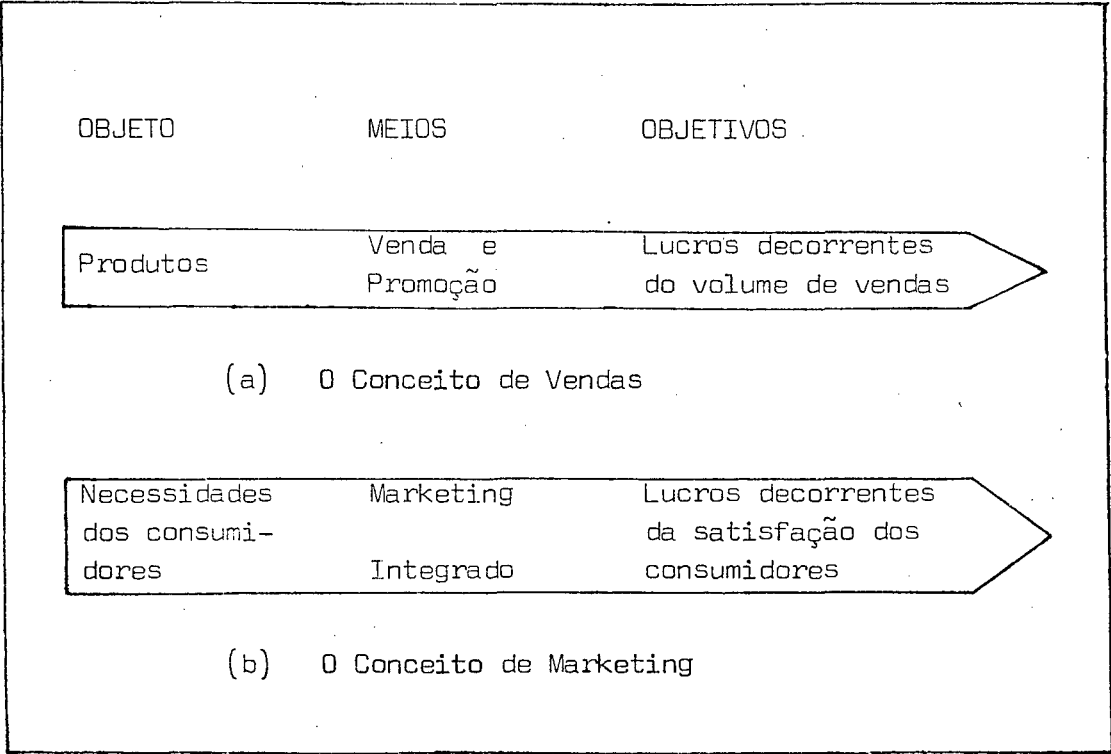 OBJETO MEIOS OBJETIVOS
Produtos
Venda e
Promoção
Lucros decorrentes
do volume de vendas
(a) O Conceito de Vendas
Necessidades
dos consumi-
dores
Marketing
Integrado
Lucros decorrentes
da satisfação dos
consumidores
(b) O Conceito de Marketing